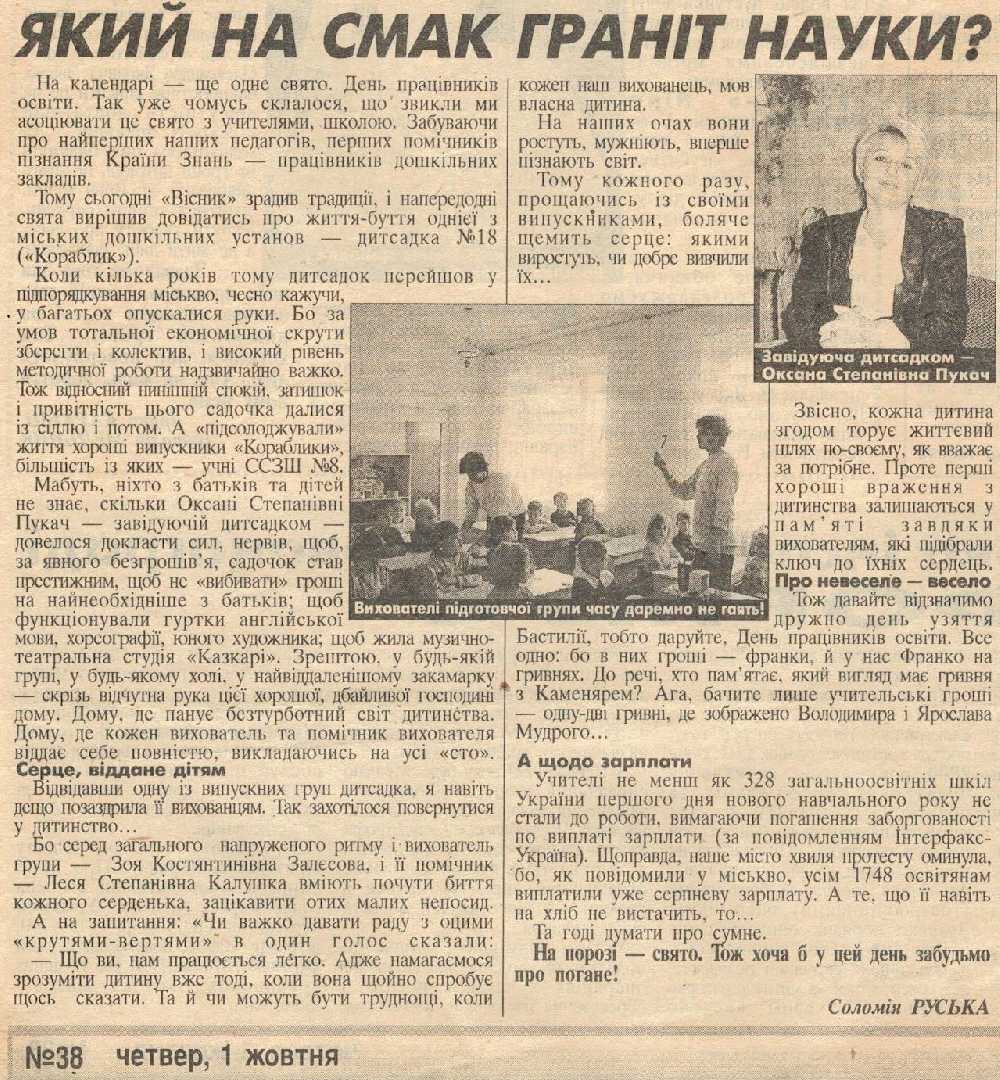 ЯКИЙ НА СМАК ГРАНІТ НАУКИ?
На календарі — ще одне свято. День працівників
освіти. Так уже чомусь склалося, що звикли ми
асоціювати це свято з учителями, школою. Забуваючи
про найперших наших педагогів, перших помічників
пізнання Країни Знань — працівників дошкільних
закладів.
Тому сьогодні «Вісник» зрадив традиції, і напередодні
свята вирішив довідатись про життя-буття однієї з
міських дошкільних установ — дитсадка №18
(«Кораблик»).
Коли кілька років тому дитсадок перейшов у
підпорядкування міськво, чесно кажучи,
у багатьох опускалися руки. Бо за
умов тотальної економічної скрути
зберегти і колектив, і високий рівень
методичної роботи надзвичайно важко.
Тож відносний нинішній спокій, затишок
і привітність цього садочка далися
із сіллю і потом. А «підсолоджували»
життя хороші випускники «Кораблики»,
більшість із яких — учні ССЗШ №8.
Мабуть, ніхто з батьків та дітей
не знає, скільки Оксані Степанівні
Пукач — завідуючій дитсадком —
довелося докласти сил, нервів, щоб,
за явного безгрошів'я, садочок став
престижним, щоб не «вибивати» гроші
на найнеобхідніше з батьків; щоб
функціонували гуртки англійської
мови, хореографії, юного художника; щоб жила музично-
театральна студія «Казкарі». Зрештою, у будь-якій
групі, у будь-якому холі, у найвіддаленішому закамарку
— скрізь відчутна рука цієї хорошої, дбайливої господині
дому. Дому, де панує безтурботний світ дитинства.
Дому, де кожен вихователь та помічник вихователя
віддає себе повністю, викладаючись на усі «сто».
Серце, віддане дітям
Відвідавши одну із випускних груп дитсадка, я навіть
дещо позаздрила її вихованцям. Так захотілося повернутися
у дитинство...
Бо серед загального напруженого ритму і вихователь
групи — Зоя Костянтинівна Залєсова, і її помічник
— Леся Степанівна Калушка вміють почути биття
кожного серденька, зацікавити отих малих непосид.
А на запитання: «Чи важко давати раду з оцими
«крутями-вертями» в один голос сказали:
— Що ви, нам працюється легко. Адже намагаємося
зрозуміти дитину вже тоді, коли вона щойно спробує
щось сказати. Та й чи можуть бути труднощі, коли
кожен наш вихованець, мов
власна дитина.
На наших очах вони
ростуть, мужніють, вперше
пізнають світ.
Тому кожного разу,
прощаючись із своїми
випускниками, боляче
щемить серце: якими
виростуть, чи добре вивчили
їх...
Завідуюча дитсадком —
Оксана Степанівна Пукач
Вихователі підготовчої групи часу даремно не гаять!
Звісно, кожна дитина
згодом торує життєвий
шлях по-своєму, як вважає
за потрібне. Проте перші
хороші враження з
дитинства залишаються у
пам'яті завдяки
вихователям, які підібрали
ключ до їхніх сердець.
Про невеселе — весело
Тож давайте відзначимо
дружно день узяття
Бастилії, тобто даруйте, День працівників освіти. Все
одно: бо в них гроші — франки, й у нас Франко на
гривнях. До речі, хто пам'ятає, який вигляд має гривня
з Каменярем? Ага, бачите лише учительські гроші
— одну-дві гривні, де зображено Володимира і Ярослава
Мудрого...
А щодо зарплати
Учителі не менш як 328 загальноосвітніх шкіл
України першого дня нового навчального року не
стали до роботи, вимагаючи погашення заборгованості
по виплаті зарплати (за повідомленням Інтерфакс-
Україна). Щоправда, наше місто хвиля протесту оминула,
бо, як повідомили у міськво, усім 1748 освітянам
виплатили уже серпневу зарплату. А те, що її навіть
на хліб не вистачить, то...
Та годі думати про сумне.
На порозі — свято. Тож хоча б у цей день забудьмо
про погане!
Соломія РУСЬКА
№38 четвер, 1 жовтня